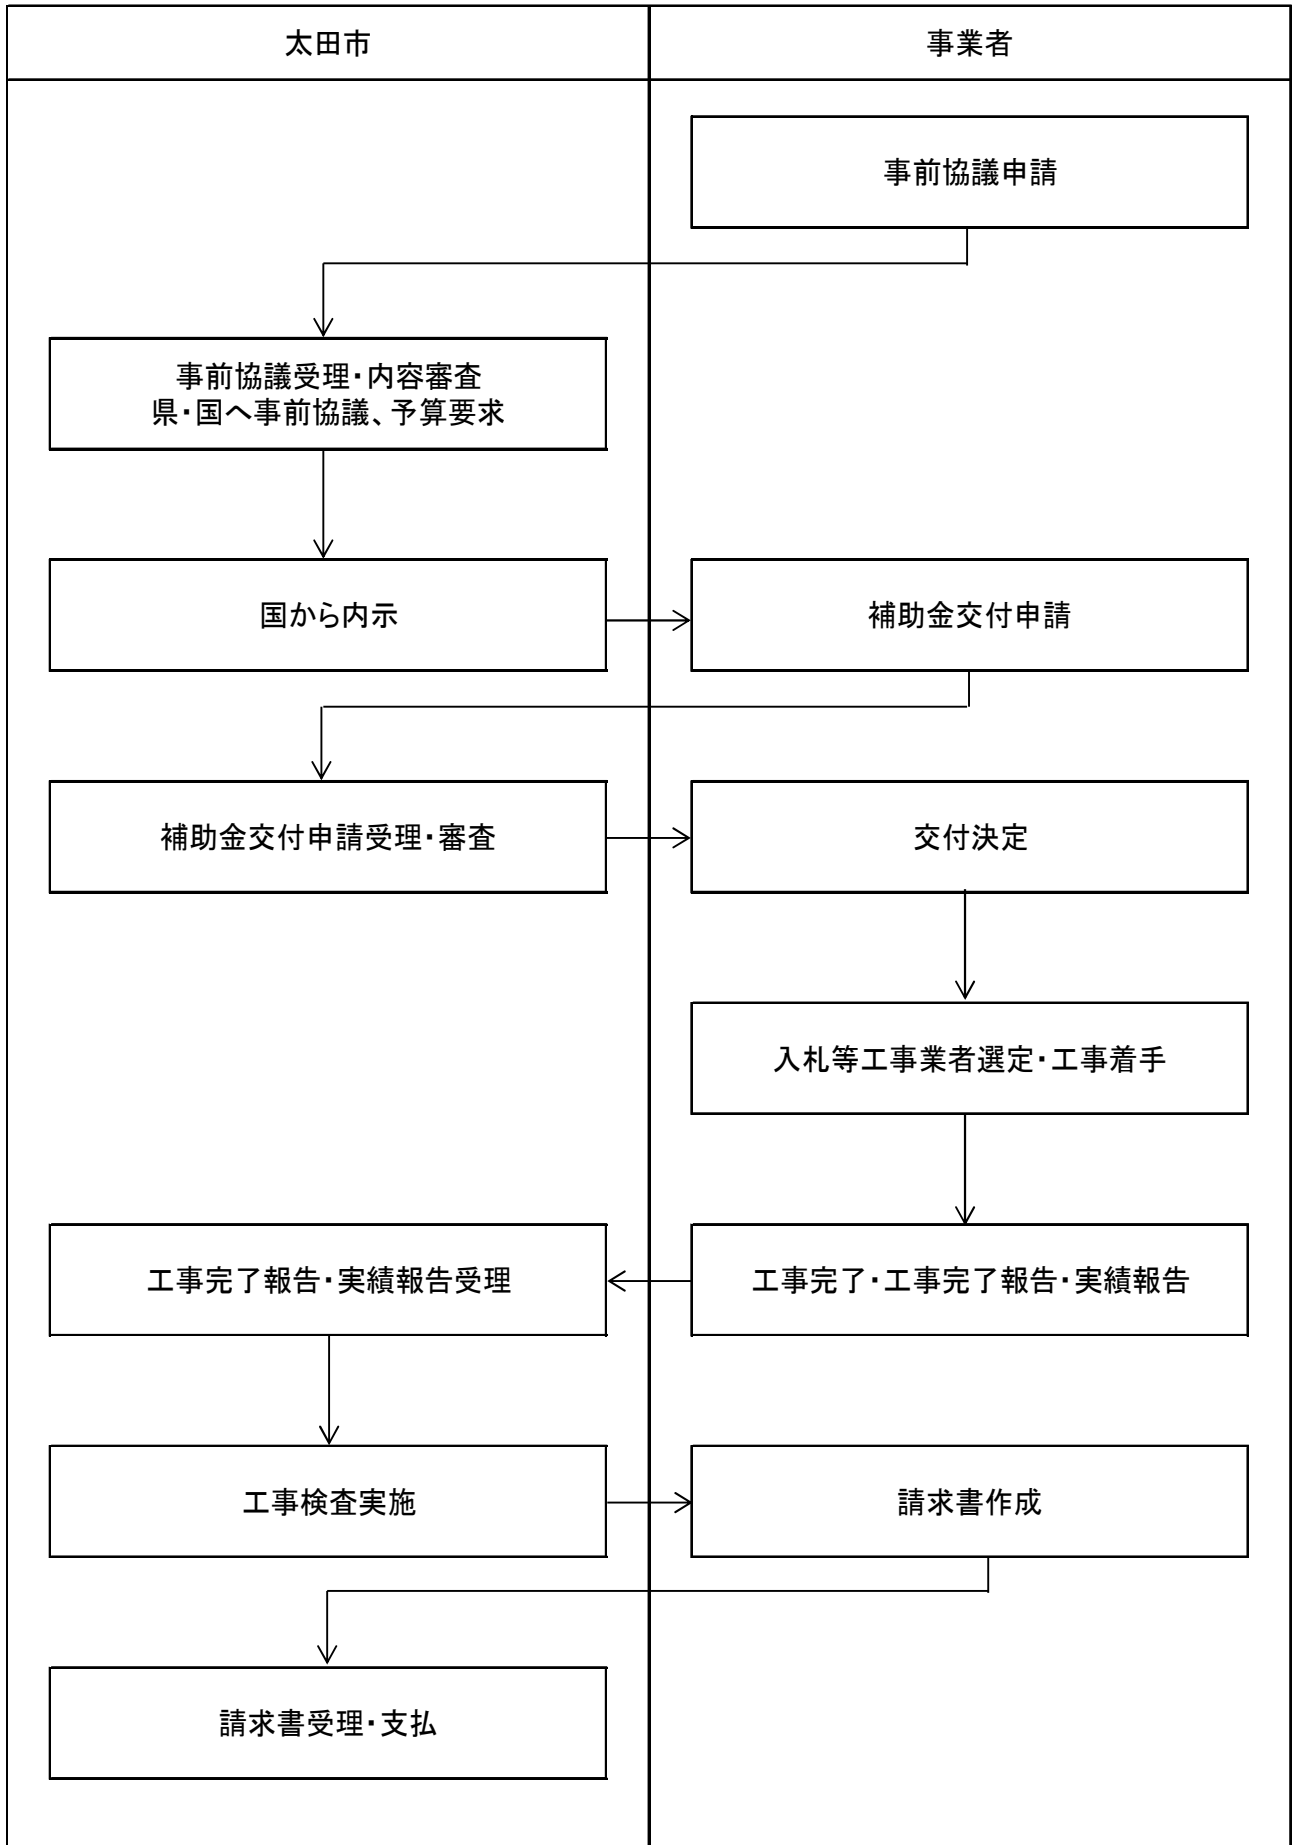 太田市
事業者
事前協議申請
事前協議受理・内容審査
県・国へ事前協議、予算要求
国から内示
補助金交付申請
補助金交付申請受理・審査
交付決定
入札等工事業者選定・工事着手
工事完了報告・実績報告受理
工事完了・工事完了報告・実績報告
工事検査実施
請求書作成
請求書受理・支払